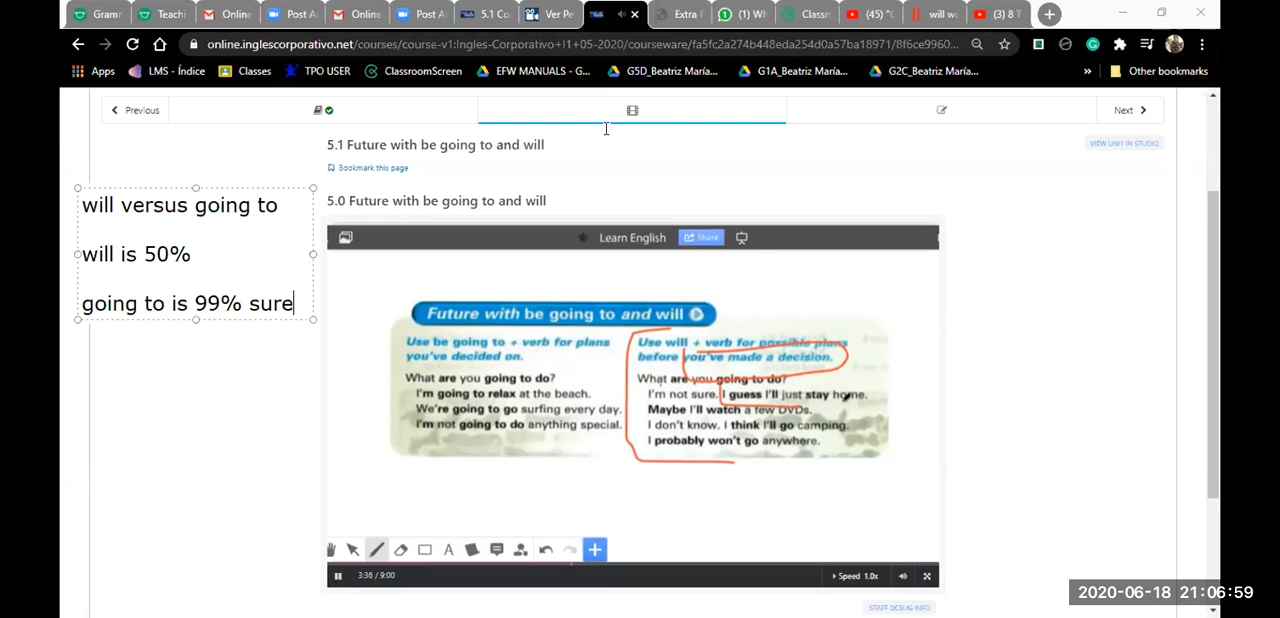 Gramr
Teachi
Online
Post A
Online
Post A
5.1 Co
Ver Pe
Extra
(1) Wh
Classr
(45) "C
will w
(3) 8 T
online.inglescorporativo.net/courses/course-v1:Ingles-Corporativo+I1+05-2020/courseware/fa5fc2a274b448eda254d0a57ba18971/8f6ce9960...
Apps
LMS - Índice
Classes
TPO USER
ClassroomScreen
EFW MANUALS - G...
G5D_Beatriz María...
G1A_Beatriz María...
G2C_Beatriz María...
»
Other bookmarks
Previous
Next
5.1 Future with be going to and will
VIEW UNIT IN STUDIO
Bookmark this page
will versus going to
will is 50%
going to is 99% sure
5.0 Future with be going to and will
Learn English
Share
Future with be going to and will
Use be going to + verb for plans
you've decided on.
What are you going to do?
I'm going to relax at the beach.
We're going to go surfing every day.
I'm not going to do anything special.
Use will + verb for possible plans
before you've made a decision.
What are you going to do?
I'm not sure. I guess I'll just stay home.
Maybe I'll watch a few DVDs.
I don't know. I think I'll go camping.
I probably won't go anywhere.
A
3:36 / 9:00
Speed 1.0x
STAFF DEBUG INFO
2020-06-18 21:06:59